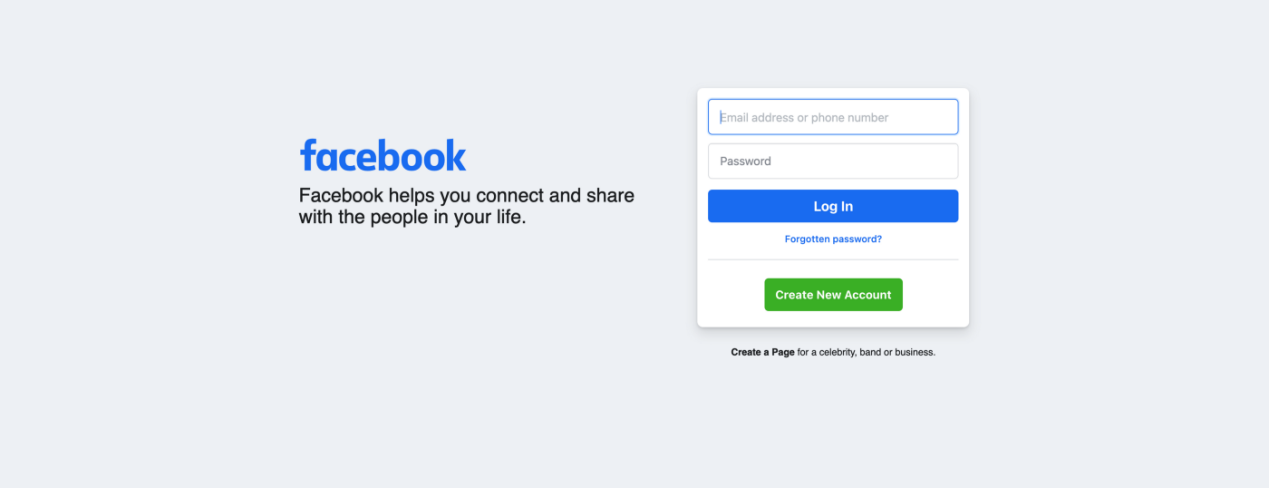 facebook
Facebook helps you connect and share
with the people in your life.
Email address or phone number
Password
Log In
Forgotten password?
Create New Account
Create a Page for a celebrity, band or business.